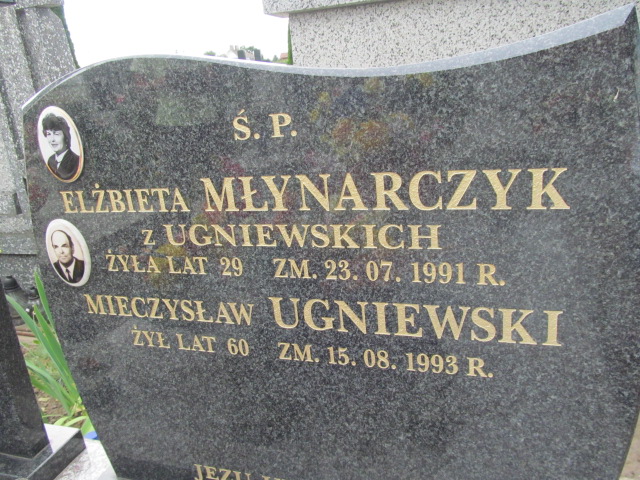 Ś. P.
ELŻBIETA MŁYNARCZYK
Z UGNIEWSKICH
ŻYŁA LAT 29 ZM. 23. 07. 1991 R.
MIECZYSŁAW UGNIEWSKI
ŻYŁ LAT 60 ZM. 15. 08. 1993 R.
JEZU